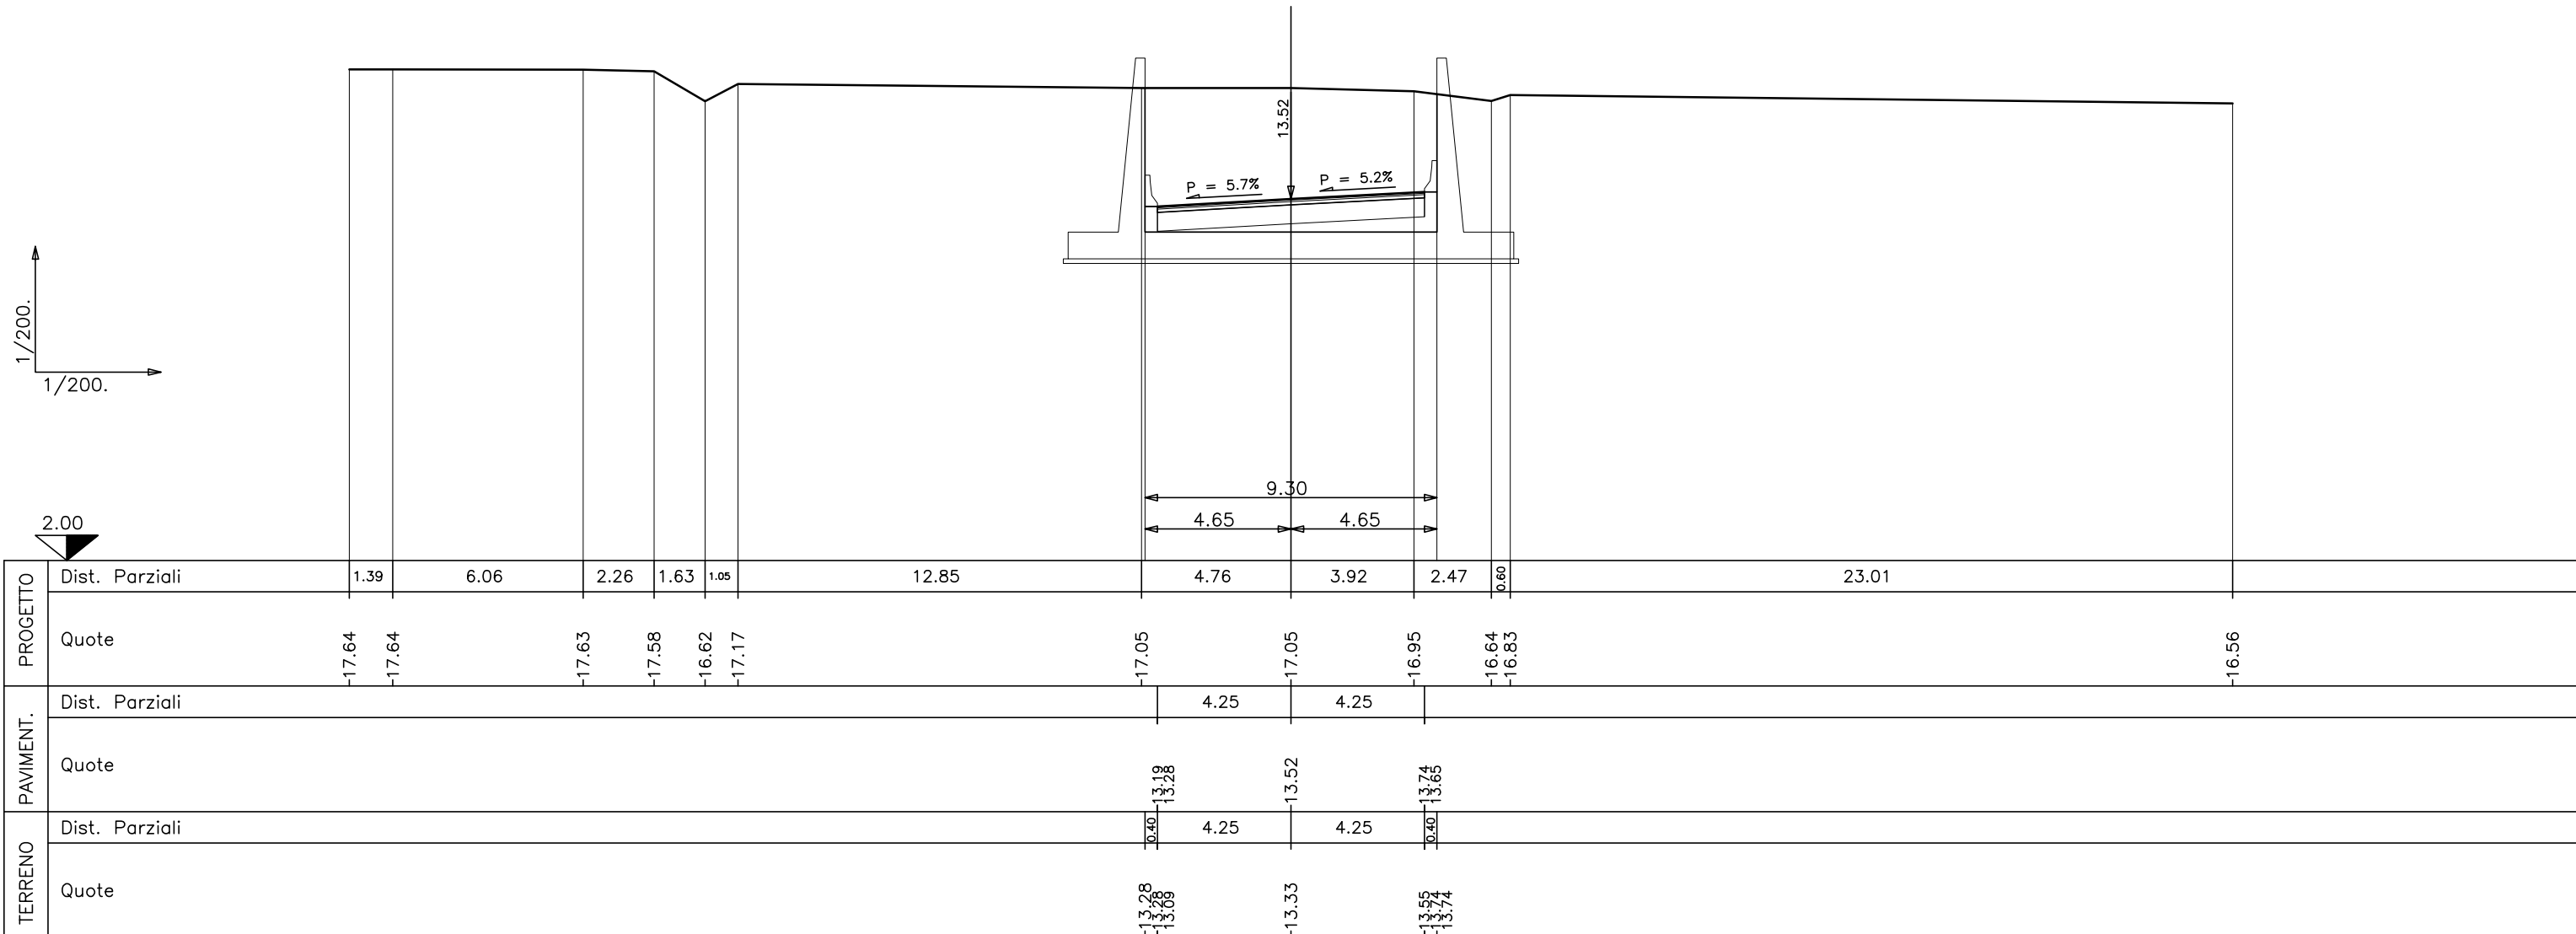 13.52
P = 5.7%
P = 5.2%
1/200.
1/200.
9.30
4.65 4.65
2.00
PROGETTO
Dist. Parziali 1.39 6.06 2.26 1.63 1.05 12.85 4.76 3.92 2.47 0.60 23.01
Quote 17.64 17.64 17.63 17.58 16.62 17.17 17.05 17.05 16.95 16.64 16.83 16.56
PAVIMENT.
Dist. Parziali 4.25 4.25
Quote 13.19 13.28 13.52 13.74 13.65
TERRENO
Dist. Parziali 0.40 4.25 4.25 0.40
Quote 13.28 13.28 13.09 13.33 13.55 13.74 13.74